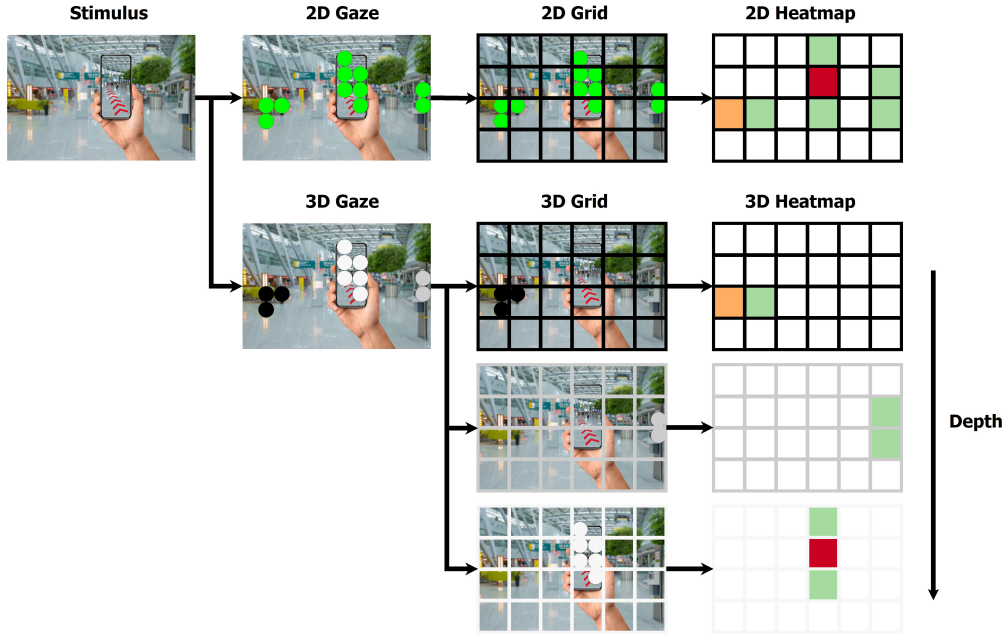 Stimulus
2D Gaze
2D Grid
2D Heatmap
3D Gaze
3D Grid
3D Heatmap
Depth